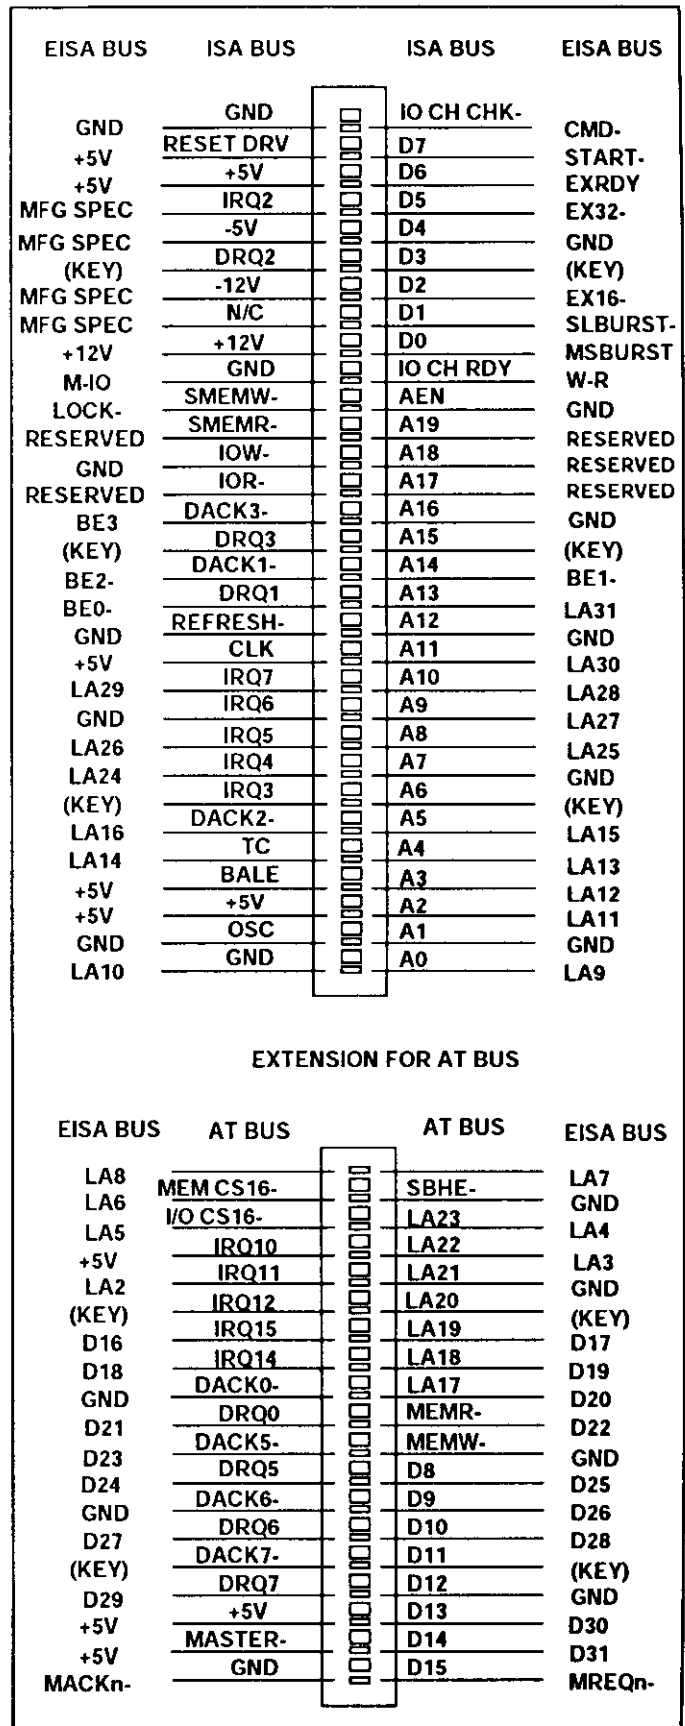 EISA BUS ISA BUS ISA BUS EISA BUS
GND IO CH CHK-
GND CMD-
RESET DRV D7
+5V START-
+5V D6
+5V EXRDY
IRQ2 D5
MFG SPEC EX32-
-5V D4
MFG SPEC GND
DRQ2 D3
(KEY) (KEY)
-12V D2
MFG SPEC EX16-
N/C D1
MFG SPEC SLBURST-
+12V D0
+12V MSBURST
GND IO CH RDY
M-IO W-R
SMEMW- AEN
LOCK- GND
SMEMR- A19
RESERVED RESERVED
IOW- A18
GND RESERVED
IOR- A17
RESERVED RESERVED
DACK3- A16
BE3 GND
DRQ3 A15
(KEY) (KEY)
DACK1- A14
BE2- BE1-
DRQ1 A13
BE0- LA31
REFRESH- A12
GND GND
CLK A11
+5V LA30
IRQ7 A10
LA29 LA28
IRQ6 A9
GND LA27
IRQ5 A8
LA26 LA25
IRQ4 A7
LA24 GND
IRQ3 A6
(KEY) (KEY)
DACK2- A5
LA16 LA15
TC A4
LA14 LA13
BALE A3
+5V LA12
+5V A2
+5V LA11
OSC A1
GND GND
GND A0
LA10 LA9
EXTENSION FOR AT BUS
EISA BUS AT BUS AT BUS EISA BUS
LA8 LA7
MEM CS16- SBHE-
LA6 GND
I/O CS16- LA23
LA5 LA4
IRQ10 LA22
+5V LA3
IRQ11 LA21
LA2 GND
IRQ12 LA20
(KEY) (KEY)
IRQ15 LA19
D16 D17
IRQ14 LA18
D18 D19
DACK0- LA17
GND D20
DRQ0 MEMR-
D21 D22
DACK5- MEMW-
D23 GND
DRQ5 D8
D24 D25
DACK6- D9
GND D26
DRQ6 D10
D27 D28
DACK7- D11
(KEY) (KEY)
DRQ7 D12
D29 GND
+5V D13
+5V D30
MASTER- D14
+5V D31
GND D15
MACKn- MREQn-